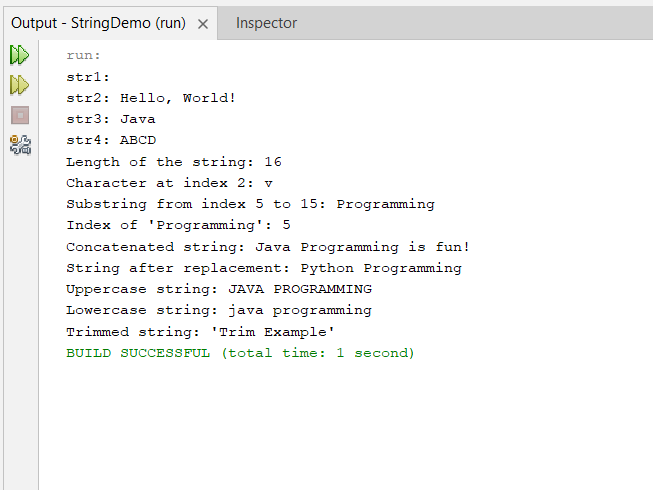 Output - StringDemo (run)
Inspector
run:
str1:
str2: Hello, World!
str3: Java
str4: ABCD
Length of the string: 16
Character at index 2: v
Substring from index 5 to 15: Programming
Index of 'Programming': 5
Concatenated string: Java Programming is fun!
String after replacement: Python Programming
Uppercase string: JAVA PROGRAMMING
Lowercase string: java programming
Trimmed string: 'Trim Example'
BUILD SUCCESSFUL (total time: 1 second)